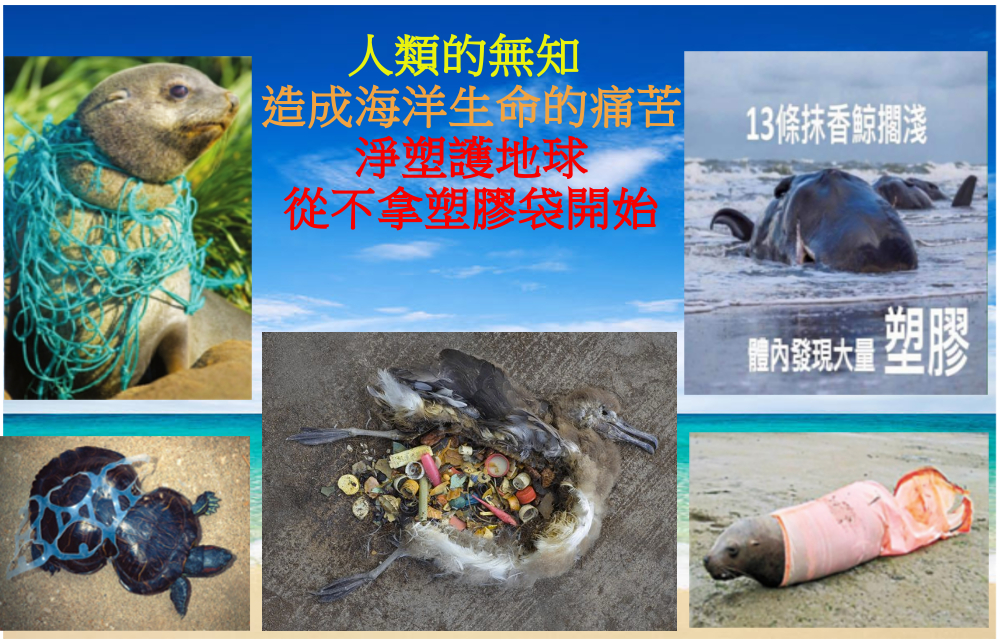 人類的無知
造成海洋生命的痛苦
淨塑護地球
從不拿塑膠袋開始
13條抹香鯨擱淺
體內發現大量 塑膠